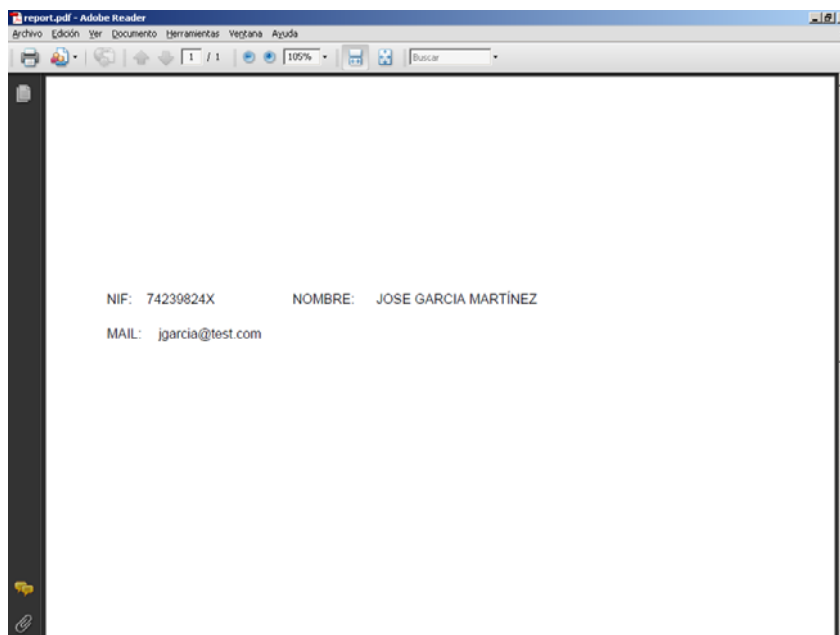 report.pdf - Adobe Reader
Archivo Edición Ver Documento Herramientas Ventana Ayuda
1 / 1 105% Buscar
NIF: 74239824X NOMBRE: JOSE GARCIA MARTÍNEZ
MAIL: jgarcia@test.com